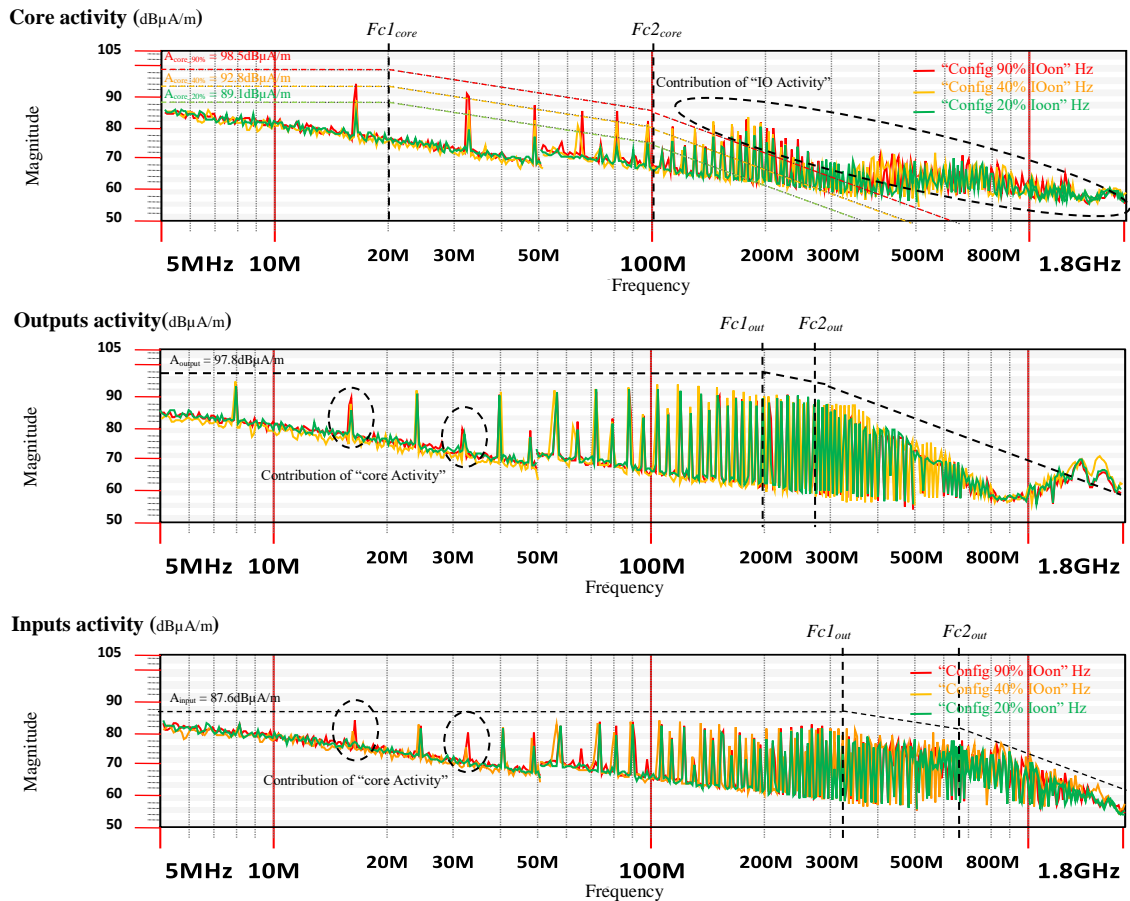 Core activity (dBµA/m)
Fc1core
Fc2core
Magnitude
105
90
80
70
60
50
Acore_90% = 98.5dBµA/m
Acore_40% = 92.8dBµA/m
Acore_20% = 89.1dBµA/m
Contribution of “IO Activity”
“Config 90% IOon” Hz
“Config 40% IOon” Hz
“Config 20% Ioon” Hz
5MHz 10M 20M 30M 50M 100M 200M 300M 500M 800M 1.8GHz
Frequency
Outputs activity(dBµA/m)
Fc1out
Fc2out
Magnitude
105
90
80
70
60
50
Aoutput = 97.8dBµA/m
Contribution of “core Activity”
5MHz 10M 20M 30M 50M 100M 200M 300M 500M 800M 1.8GHz
Frequency
Inputs activity (dBµA/m)
Fc1out
Fc2out
Magnitude
105
90
80
70
60
50
Ainput = 87.6dBµA/m
Contribution of “core Activity”
“Config 90% IOon” Hz
“Config 40% IOon” Hz
“Config 20% Ioon” Hz
5MHz 10M 20M 30M 50M 100M 200M 300M 500M 800M 1.8GHz
Frequency